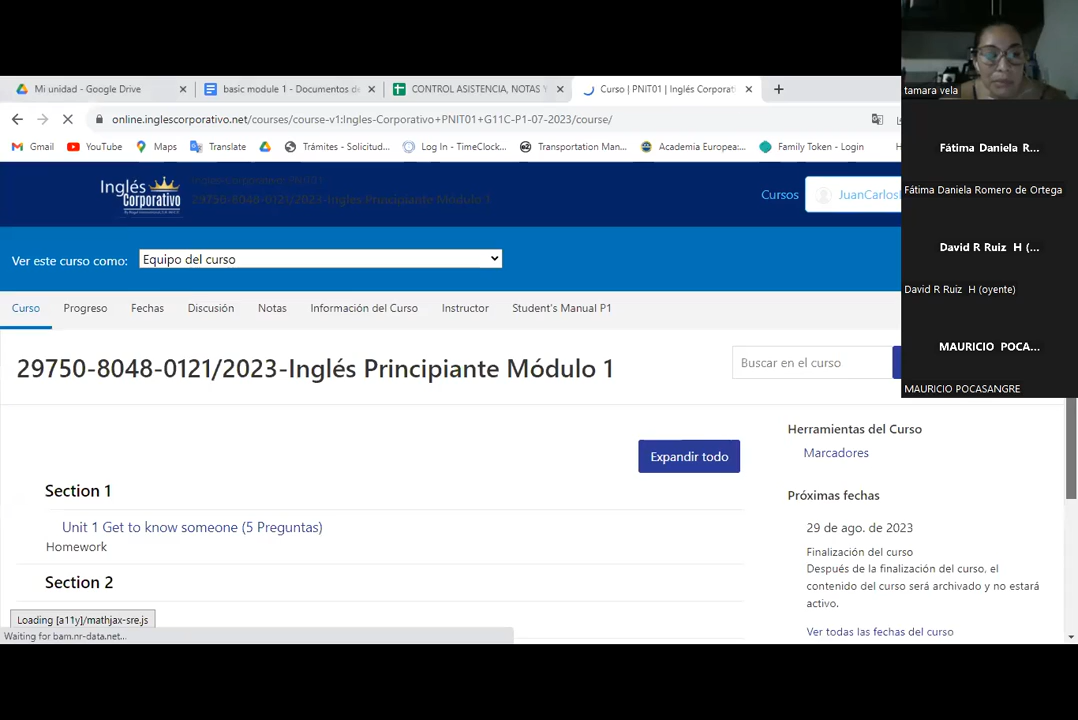 Mi unidad - Google Drive
basic module 1 - Documentos de
CONTROL ASISTENCIA, NOTAS Y
Curso | PNIT01 | Inglés Corporati
online.inglescorporativo.net/courses/course-v1:Ingles-Corporativo+PNIT01+G11C-P1-07-2023/course/
Gmail
YouTube
Maps
Translate
Trámites - Solicitud...
Log In - TimeClock...
Transportation Man...
Academia Europea:...
Family Token - Login
Inglés
Corporativo
29750-8048-0121/2023-Ingles Principiante Módulo 1
Cursos
JuanCarlos
Ver este curso como:
Equipo del curso
Curso
Progreso
Fechas
Discusión
Notas
Información del Curso
Instructor
Student's Manual P1
29750-8048-0121/2023-Inglés Principiante Módulo 1
Buscar en el curso
Expandir todo
Section 1
Unit 1 Get to know someone (5 Preguntas)
Homework
Section 2
Loading [a11y]/mathjax-sre.js
Waiting for bam.nr-data.net...
Herramientas del Curso
Marcadores
Próximas fechas
29 de ago. de 2023
Finalización del curso
Después de la finalización del curso, el
contenido del curso será archivado y no estará
activo.
Ver todas las fechas del curso
tamara vela
Fátima Daniela R...
Fátima Daniela Romero de Ortega
David R Ruiz H (...
David R Ruiz H (oyente)
MAURICIO POCA...
MAURICIO POCASANGRE